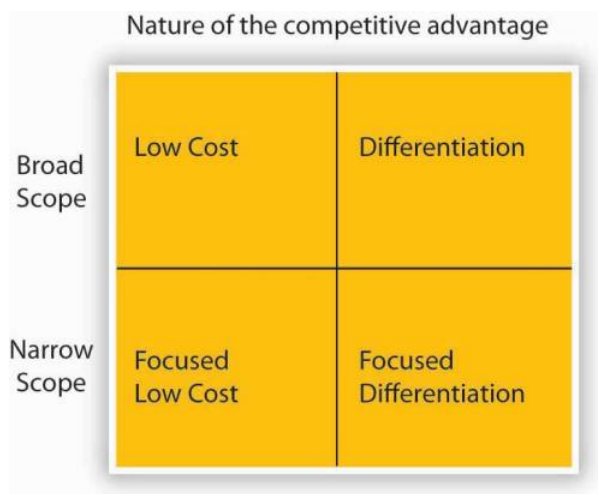 Nature of the competitive advantage
Broad
Scope
Low Cost
Differentiation
Narrow
Scope
Focused
Low Cost
Focused
Differentiation